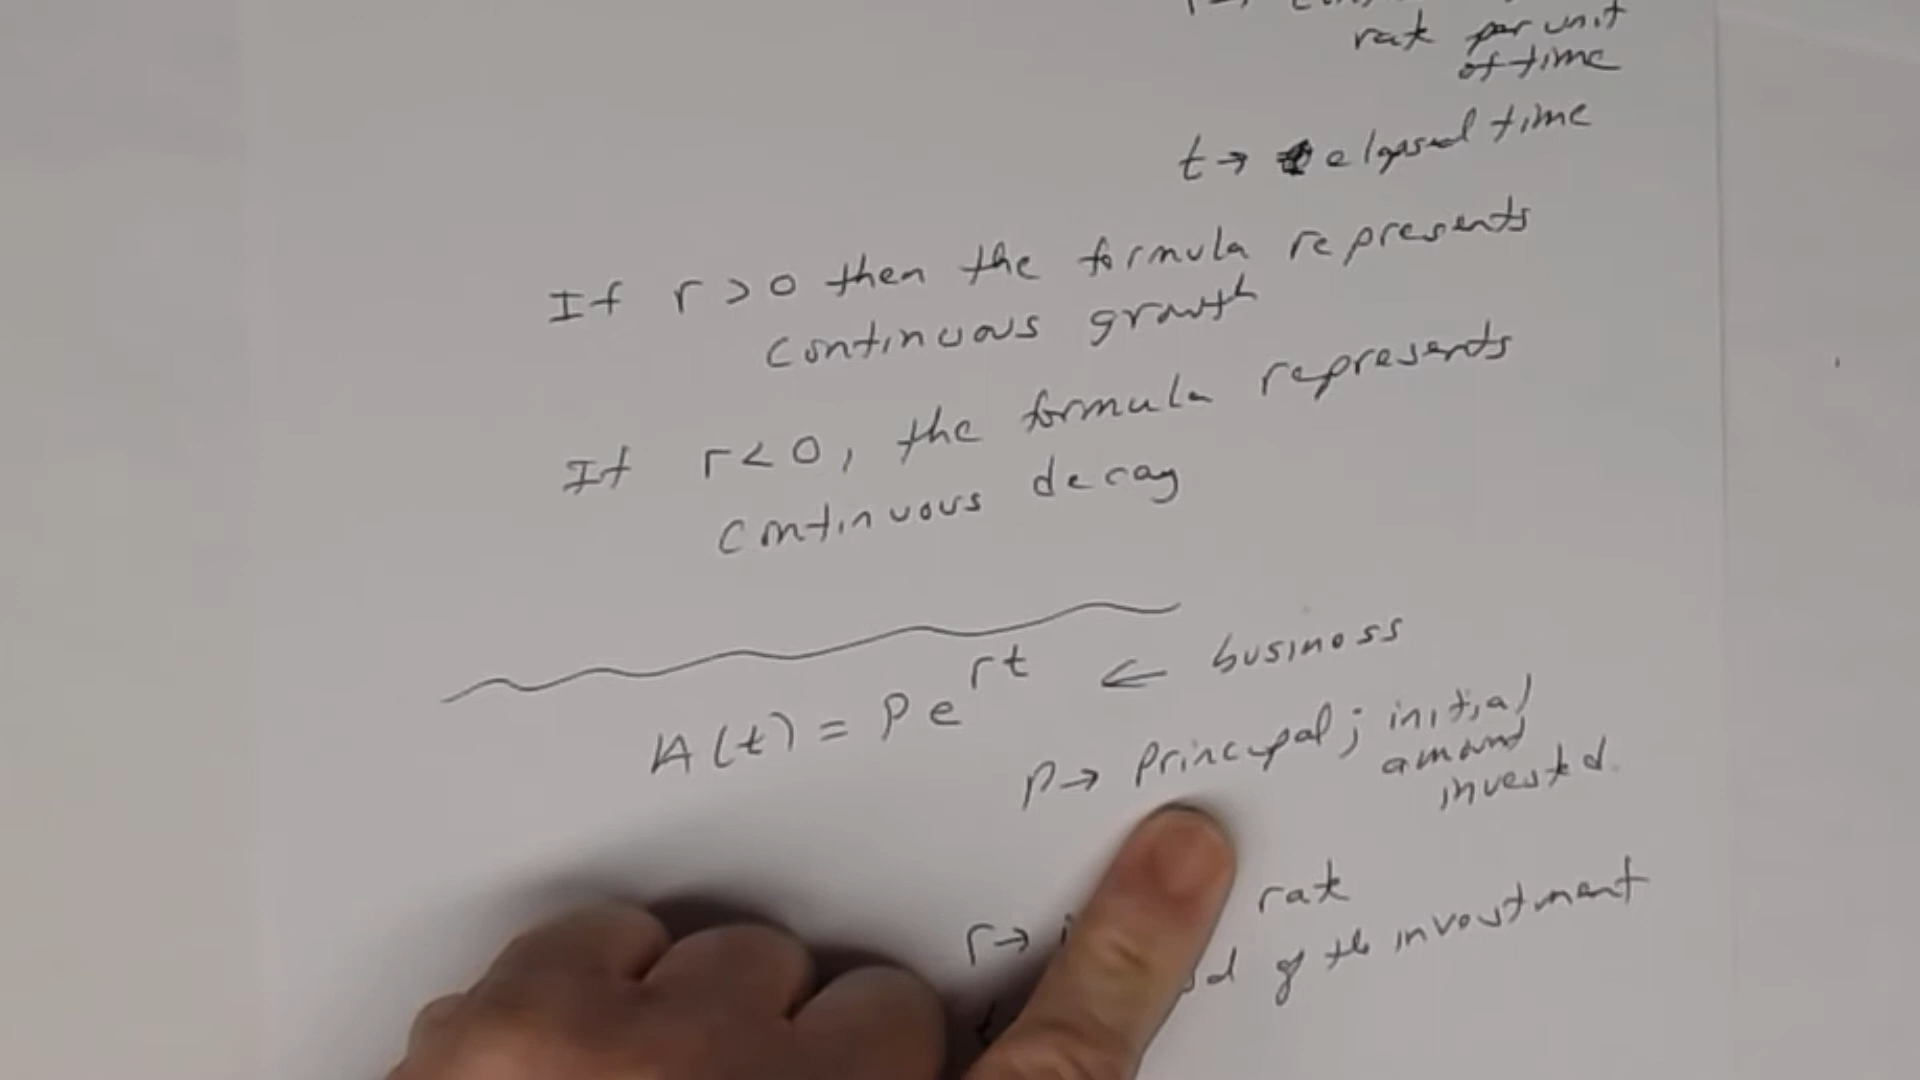 rate per unit
of time
t → elapsed time
If r > 0 then the formula represents
continuous growth
If r < 0, the formula represents
continuous decay
A(t) = Pe^{rt} ← business
P → principal; initial
amount
invested.
r → rate
of the investment